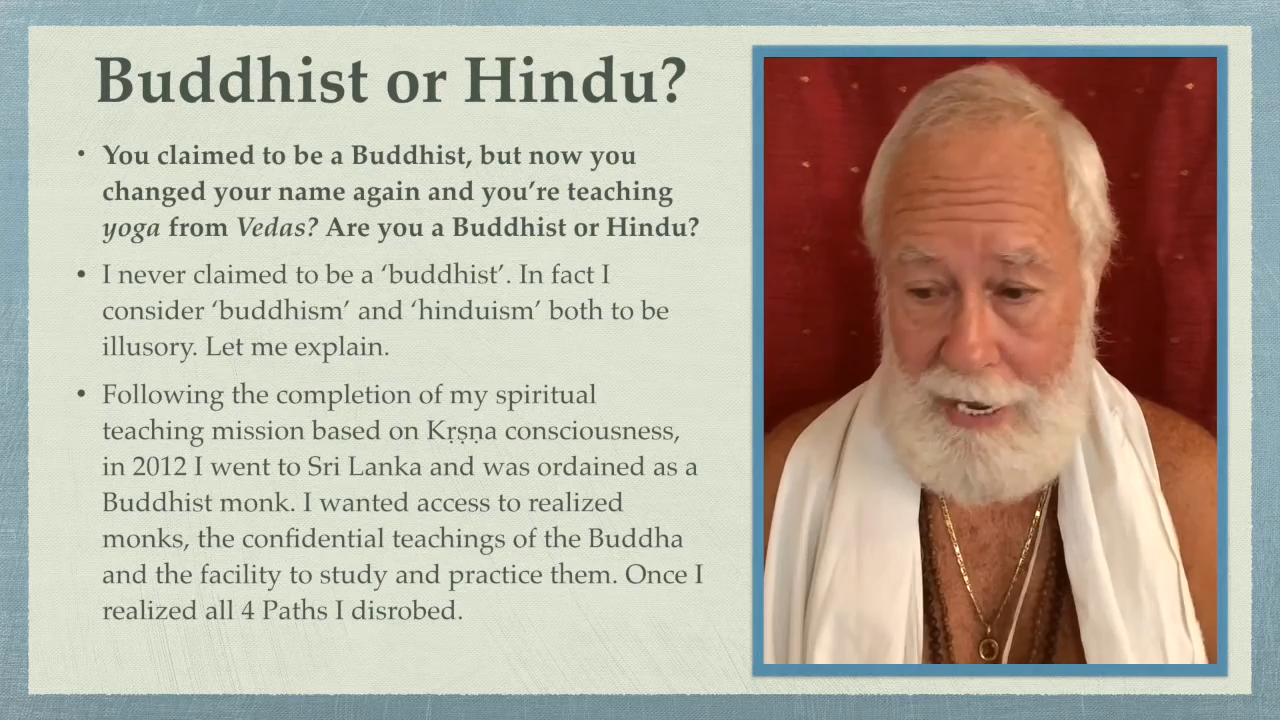 Buddhist or Hindu?
• You claimed to be a Buddhist, but now you
changed your name again and you’re teaching
yoga from Vedas? Are you a Buddhist or Hindu?
• I never claimed to be a ‘buddhist’. In fact I
consider ‘buddhism’ and ‘hinduism’ both to be
illusory. Let me explain.
• Following the completion of my spiritual
teaching mission based on Kṛṣṇa consciousness,
in 2012 I went to Sri Lanka and was ordained as a
Buddhist monk. I wanted access to realized
monks, the confidential teachings of the Buddha
and the facility to study and practice them. Once I
realized all 4 Paths I disrobed.